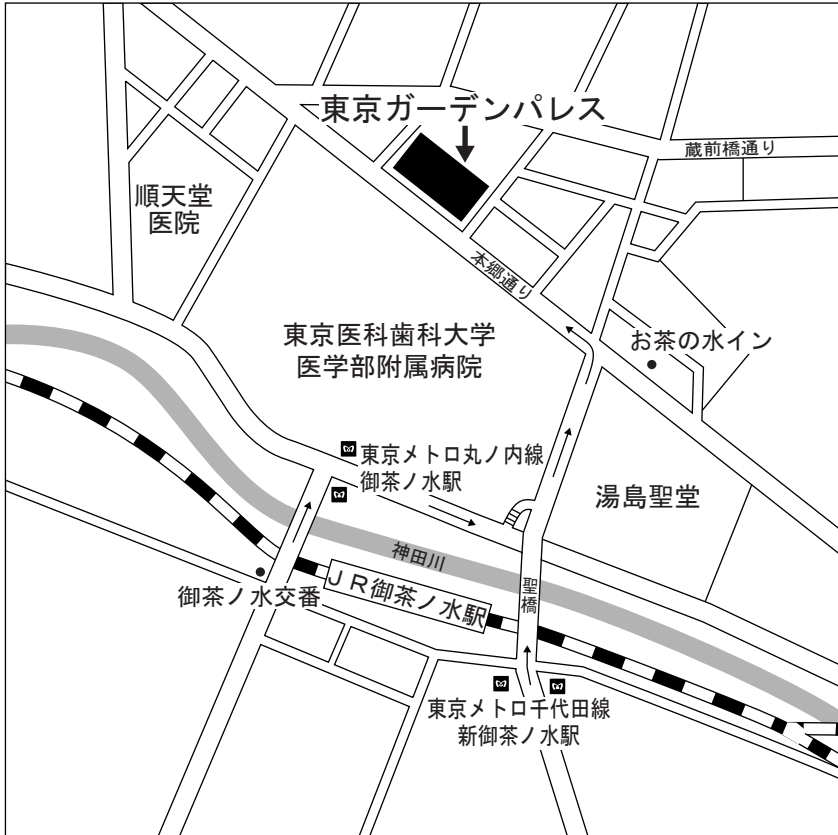 東京ガーデンパレス
蔵前橋通り
順天堂
医院
本郷通り
東京医科歯科大学
医学部附属病院
お茶の水イン
東京メトロ丸ノ内線
御茶ノ水駅
湯島聖堂
神田川
聖橋
JR御茶ノ水駅
御茶ノ水交番
東京メトロ千代田線
新御茶ノ水駅